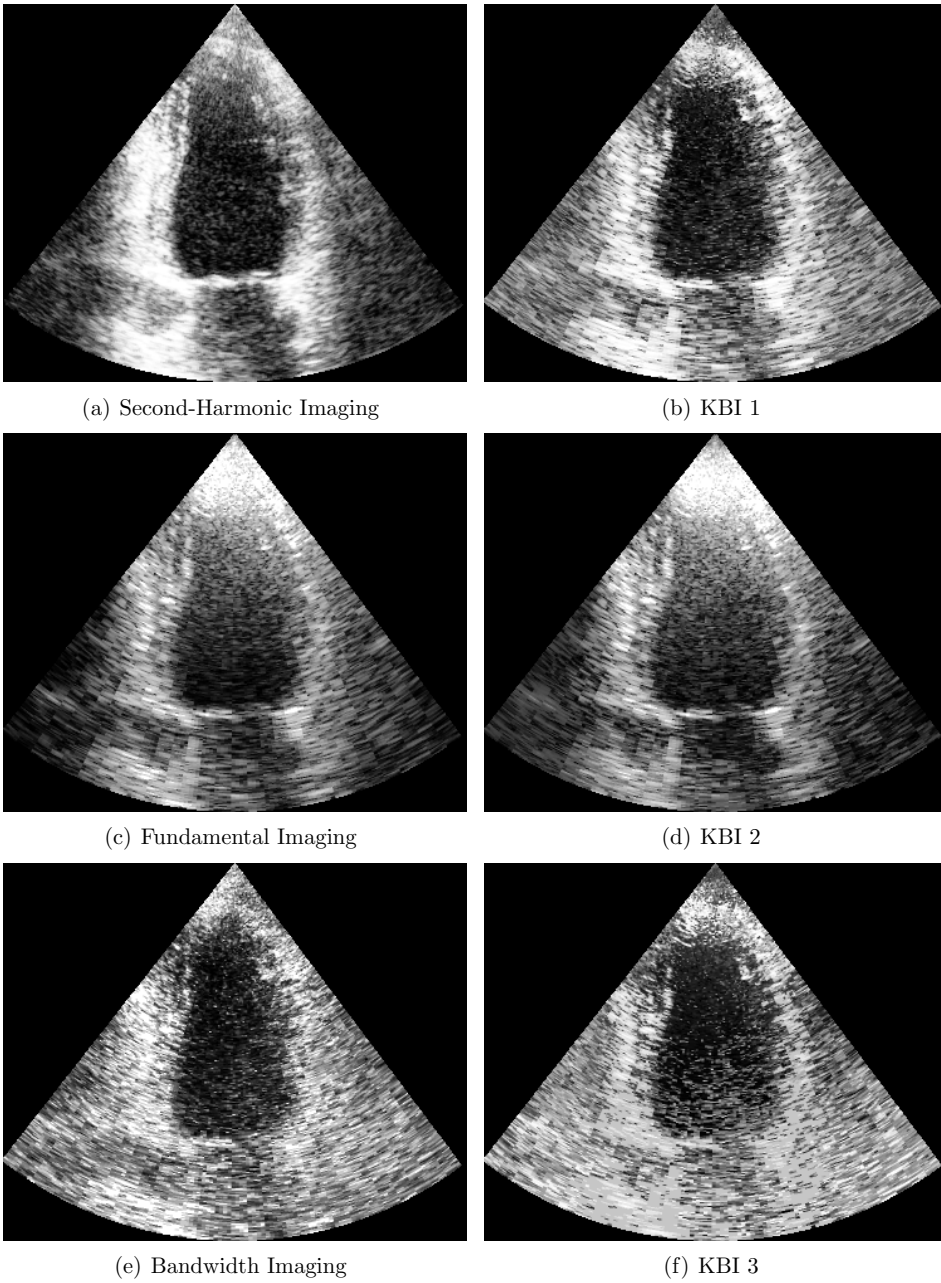 (a) Second-Harmonic Imaging
(b) KBI 1
(c) Fundamental Imaging
(d) KBI 2
(e) Bandwidth Imaging
(f) KBI 3